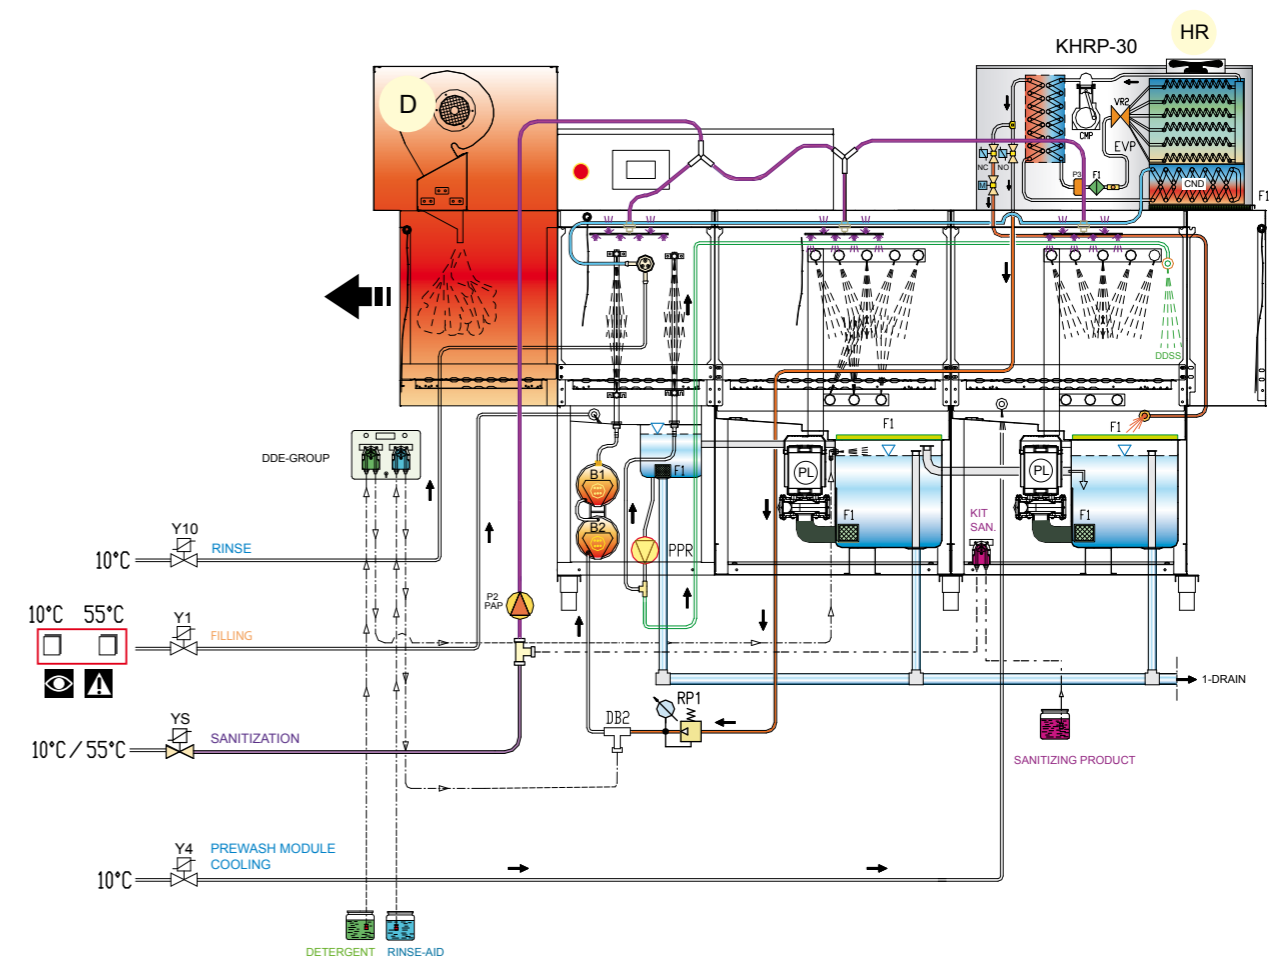 HR
KHRP-30
D
VR2
CMP
EVP
NC
NO
P3
F1
CND
M
F1
DDSS
F1
F1
DDE-GROUP
PL
PL
B1
F1
KIT
SAN.
F1
F1
B2
PPR
Y10
RINSE
10°C
P2
PAP
10°C
55°C
Y1
FILLING
1-DRAIN
RP1
DB2
YS
SANITIZATION
10°C / 55°C
SANITIZING PRODUCT
Y4
PREWASH MODULE
COOLING
10°C
DETERGENT
RINSE-AID